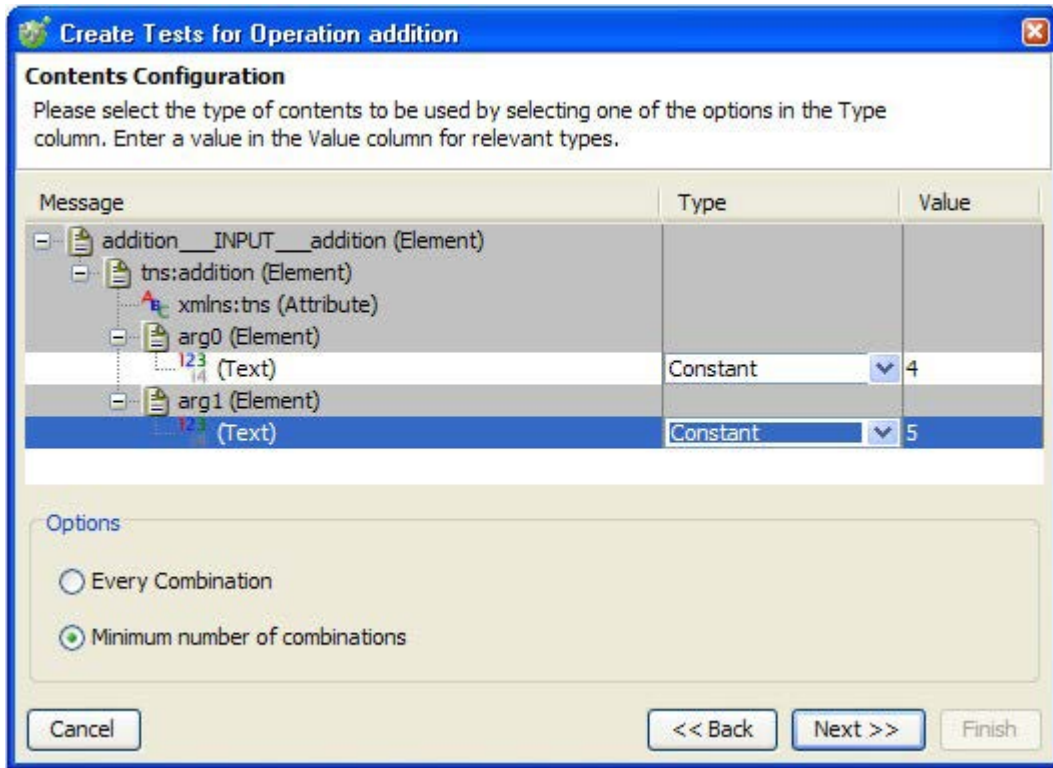 Create Tests for Operation addition
Contents Configuration
Please select the type of contents to be used by selecting one of the options in the Type
column. Enter a value in the Value column for relevant types.
Message Type Value
addition___INPUT___addition (Element)
tns:addition (Element)
ABC xmlns:tns (Attribute)
arg0 (Element)
123 (Text) Constant 4
arg1 (Element)
123 (Text) Constant 5
Options
Every Combination
Minimum number of combinations
Cancel << Back Next >> Finish